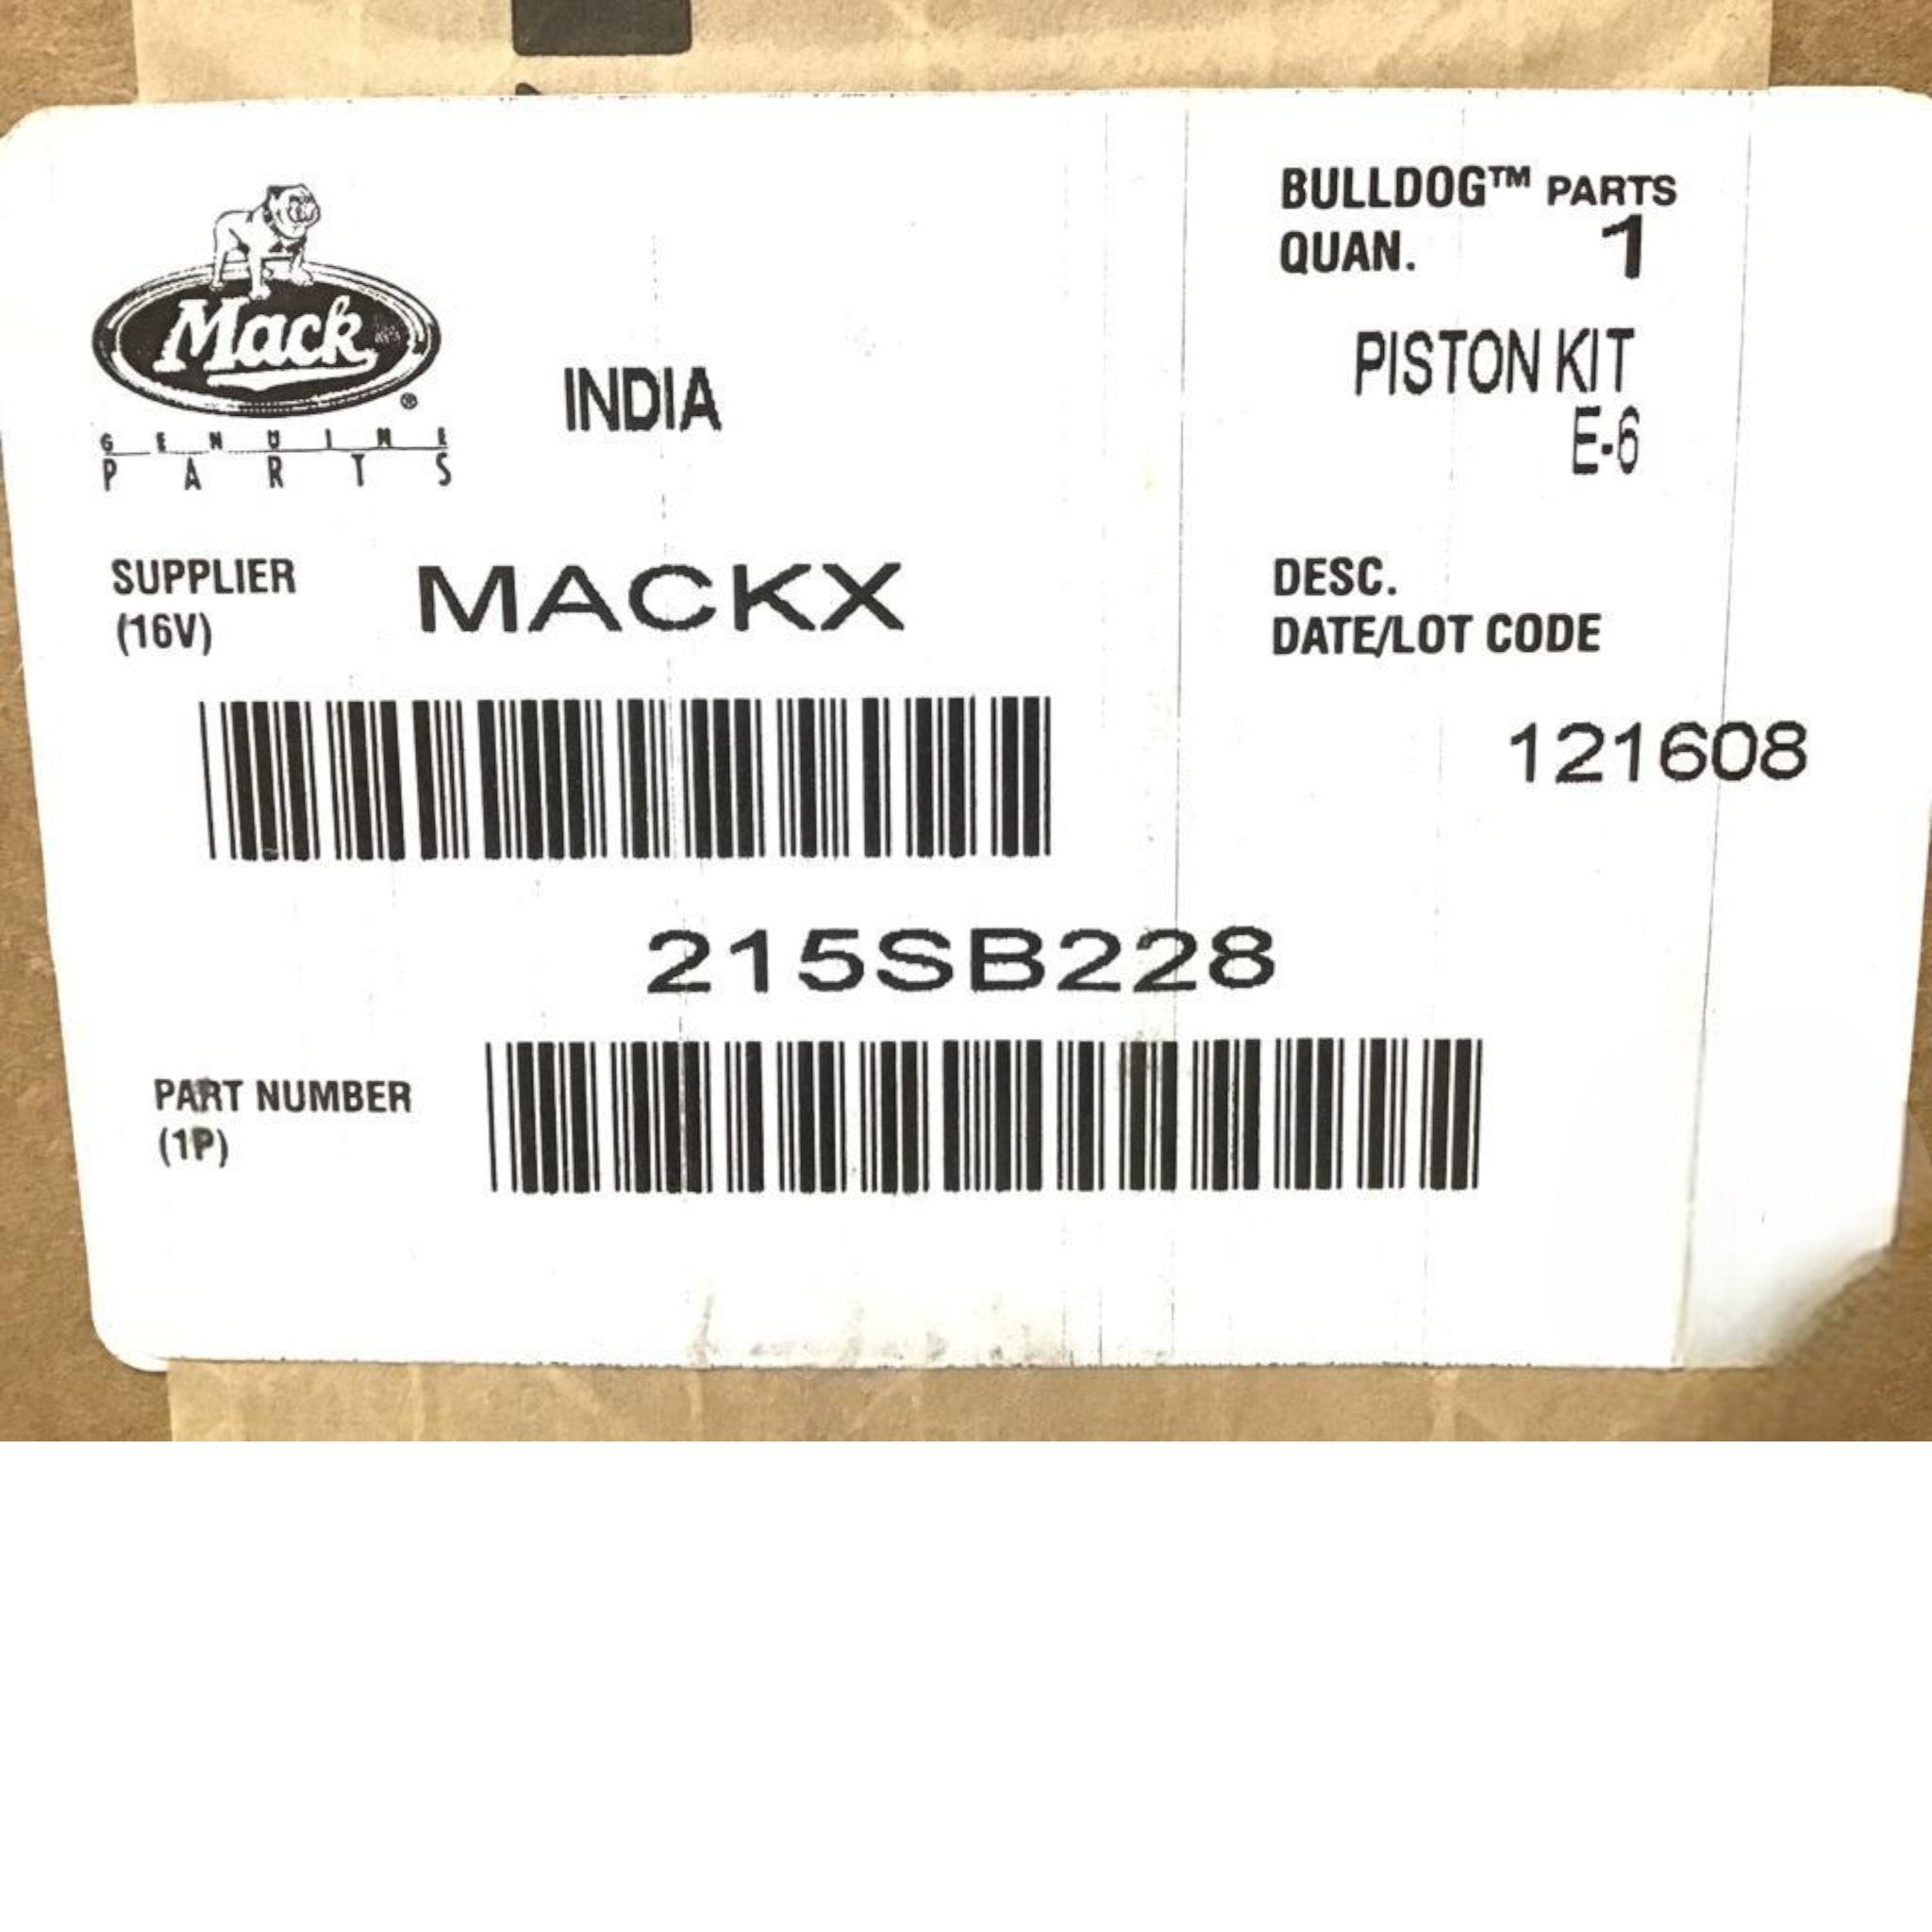 Mack
®
GENUINE
PARTS
INDIA
BULLDOG™ PARTS
QUAN. 1
PISTON KIT
E-6
SUPPLIER
(16V)
MACKX
DESC.
DATE/LOT CODE
121608
215SB228
PART NUMBER
(1P)